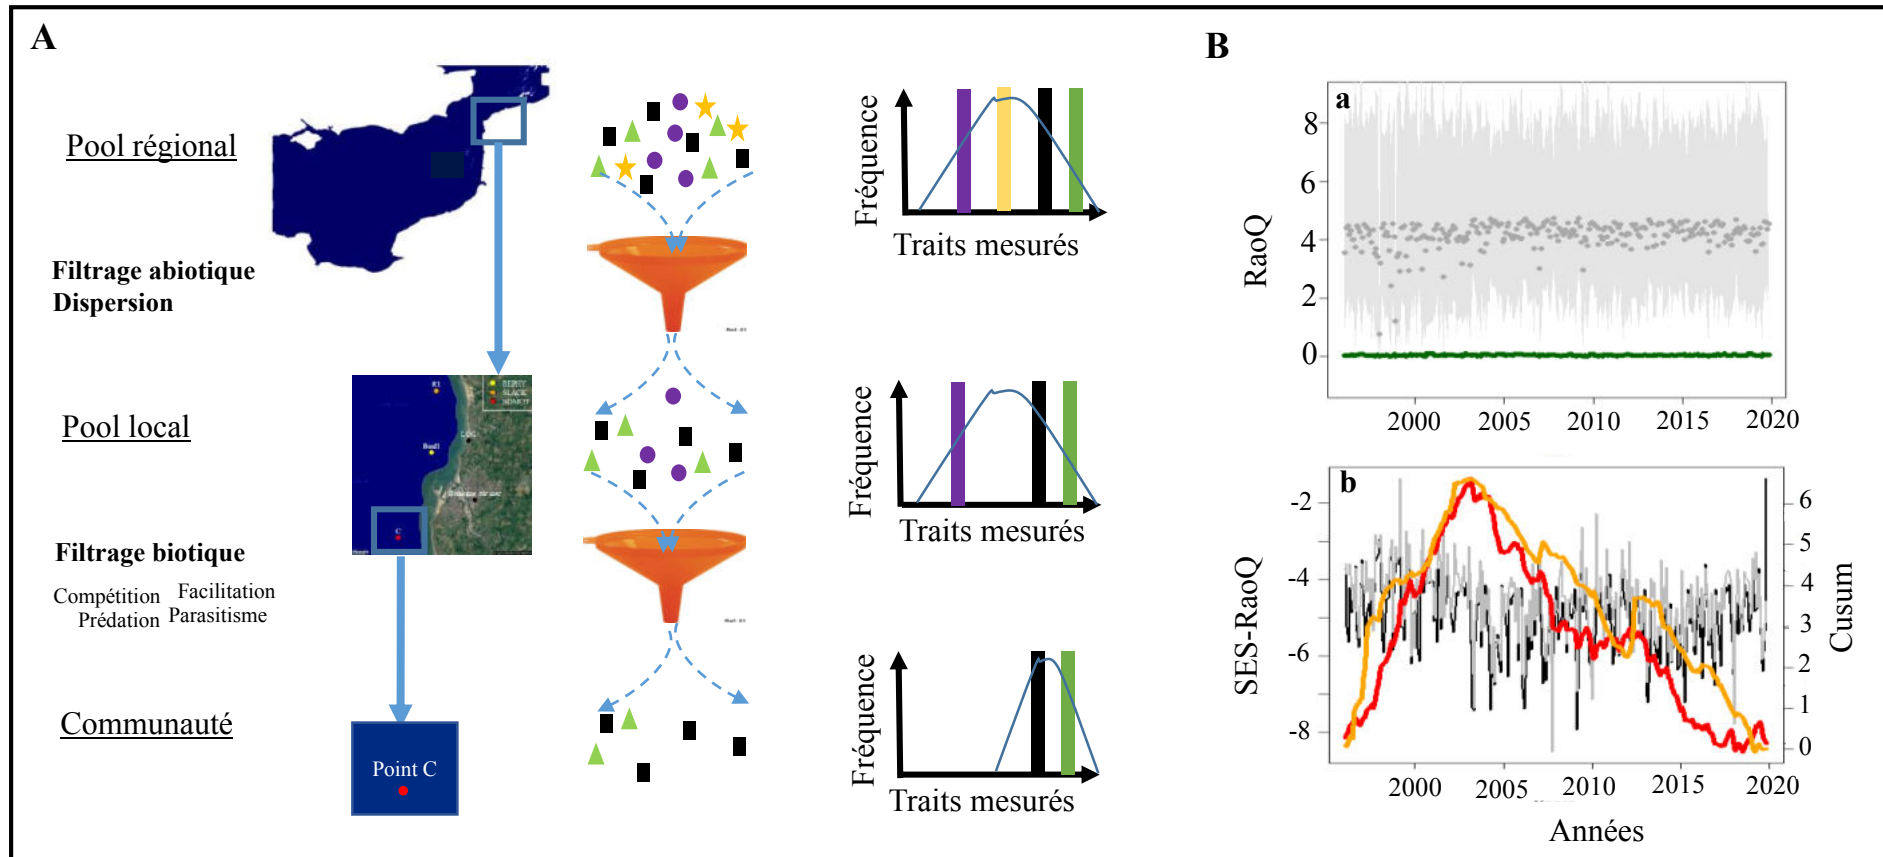 A
Pool régional
Filtrage abiotique
Dispersion
Pool local
Filtrage biotique
Compétition Facilitation
Prédation Parasitisme
Communauté
R1
C
Point C
Fréquence
Traits mesurés
Fréquence
Traits mesurés
Fréquence
Traits mesurés
B
a
RaoQ
8
6
4
2
0
2000 2005 2010 2015 2020
b
SES-RaoQ
-2
-4
-6
-8
6
5
4
3
2
1
0
Cusum
2000 2005 2010 2015 2020
Années